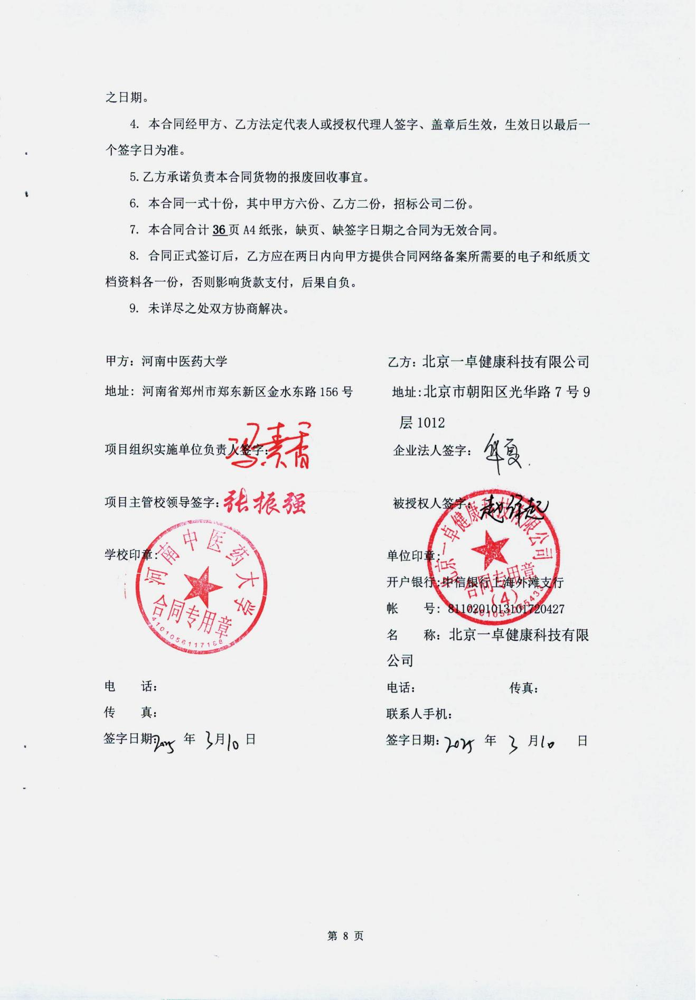 之日期。
4. 本合同经甲方、乙方法定代表人或授权代理人签字、盖章后生效，生效日以最后一
个签字日为准。
5.乙方承诺负责本合同货物的报废回收事宜。
6. 本合同一式十份，其中甲方六份、乙方二份，招标公司二份。
7. 本合同合计 36页 A4 纸张，缺页、缺签字日期之合同为无效合同。
8. 合同正式签订后，乙方应在两日内向甲方提供合同网络备案所需要的电子和纸质文
档资料各一份，否则影响货款支付，后果自负。
9. 未详尽之处双方协商解决。
甲方：河南中医药大学
地址：河南省郑州市郑东新区金水东路 156 号
项目组织实施单位负责人签字：
项目主管校领导签字：张振强
学校印章：
河南中医药大学
合同专用章
4101056117168
电 话：
传 真：
签字日期：2025 年 3月10日
乙方：北京一卓健康科技有限公司
地址：北京市朝阳区光华路 7 号 9
层 1012
企业法人签字：
被授权人签字：
单位印章：
北京一卓健康科技有限公司
合同专用章
（4）
开户银行：中信银行上海外滩支行
帐 号：8110201013101720427
名 称：北京一卓健康科技有限
公司
电话： 传真：
联系人手机：
签字日期：2025 年 3 月10 日
第 8 页